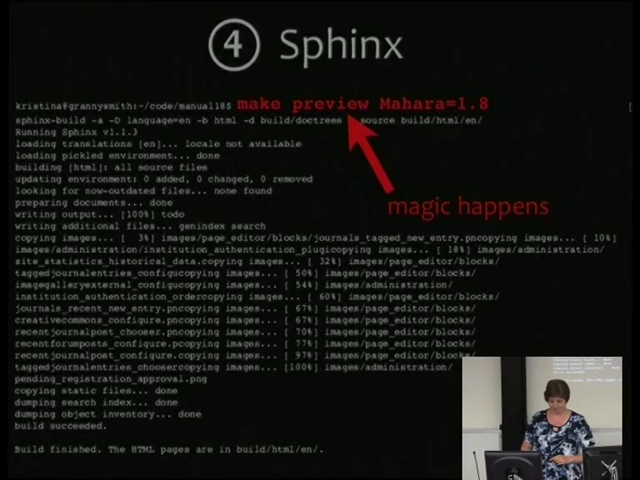 4 Sphinx
kristina@grannysmith:~/code/manual18$ make preview Mahara=1.8
sphinx-build -a -D language=en -b html -d build/doctrees source build/html/en/
Running Sphinx v1.1.3
loading translations [en]... locale not available
loading pickled environment... done
building [html]: all source files
updating environment: 0 added, 0 changed, 0 removed
looking for now-outdated files... none found
preparing documents... done
writing output... [100%] todo
magic happens
writing additional files... genindex search
copying images... [ 3%] images/page_editor/blocks/journals_tagged_new_entry.pncopying images... [ 10%]
images/administration/institution_authentication_plugicopying images... [ 18%] images/administration/
site_statistics_historical_data.copying images... [ 32%] images/page_editor/blocks/
taggedjournalentries_configucopying images... [ 50%] images/page_editor/blocks/
imagegalleryexternal_configucopying images... [ 54%] images/administration/
institution_authentication_ordercopying images... [ 60%] images/page_editor/blocks/
journals_recent_new_entry.pncopying images... [ 67%] images/page_editor/blocks/
creativecommons_configure.copying images... [ 67%] images/page_editor/blocks/
recentjournalpost_chooser.pncopying images... [ 70%] images/page_editor/blocks/
recentforumposts_configure.pcopying images... [ 77%] images/page_editor/blocks/
recentjournalpost_configure.copying images... [ 97%] images/page_editor/blocks/
taggedjournalentries_choosercopying images... [100%] images/administration/
pending_registration_approval.png
copying static files... done
dumping search index... done
dumping object inventory... done
build succeeded.
Build finished. The HTML pages are in build/html/en/.